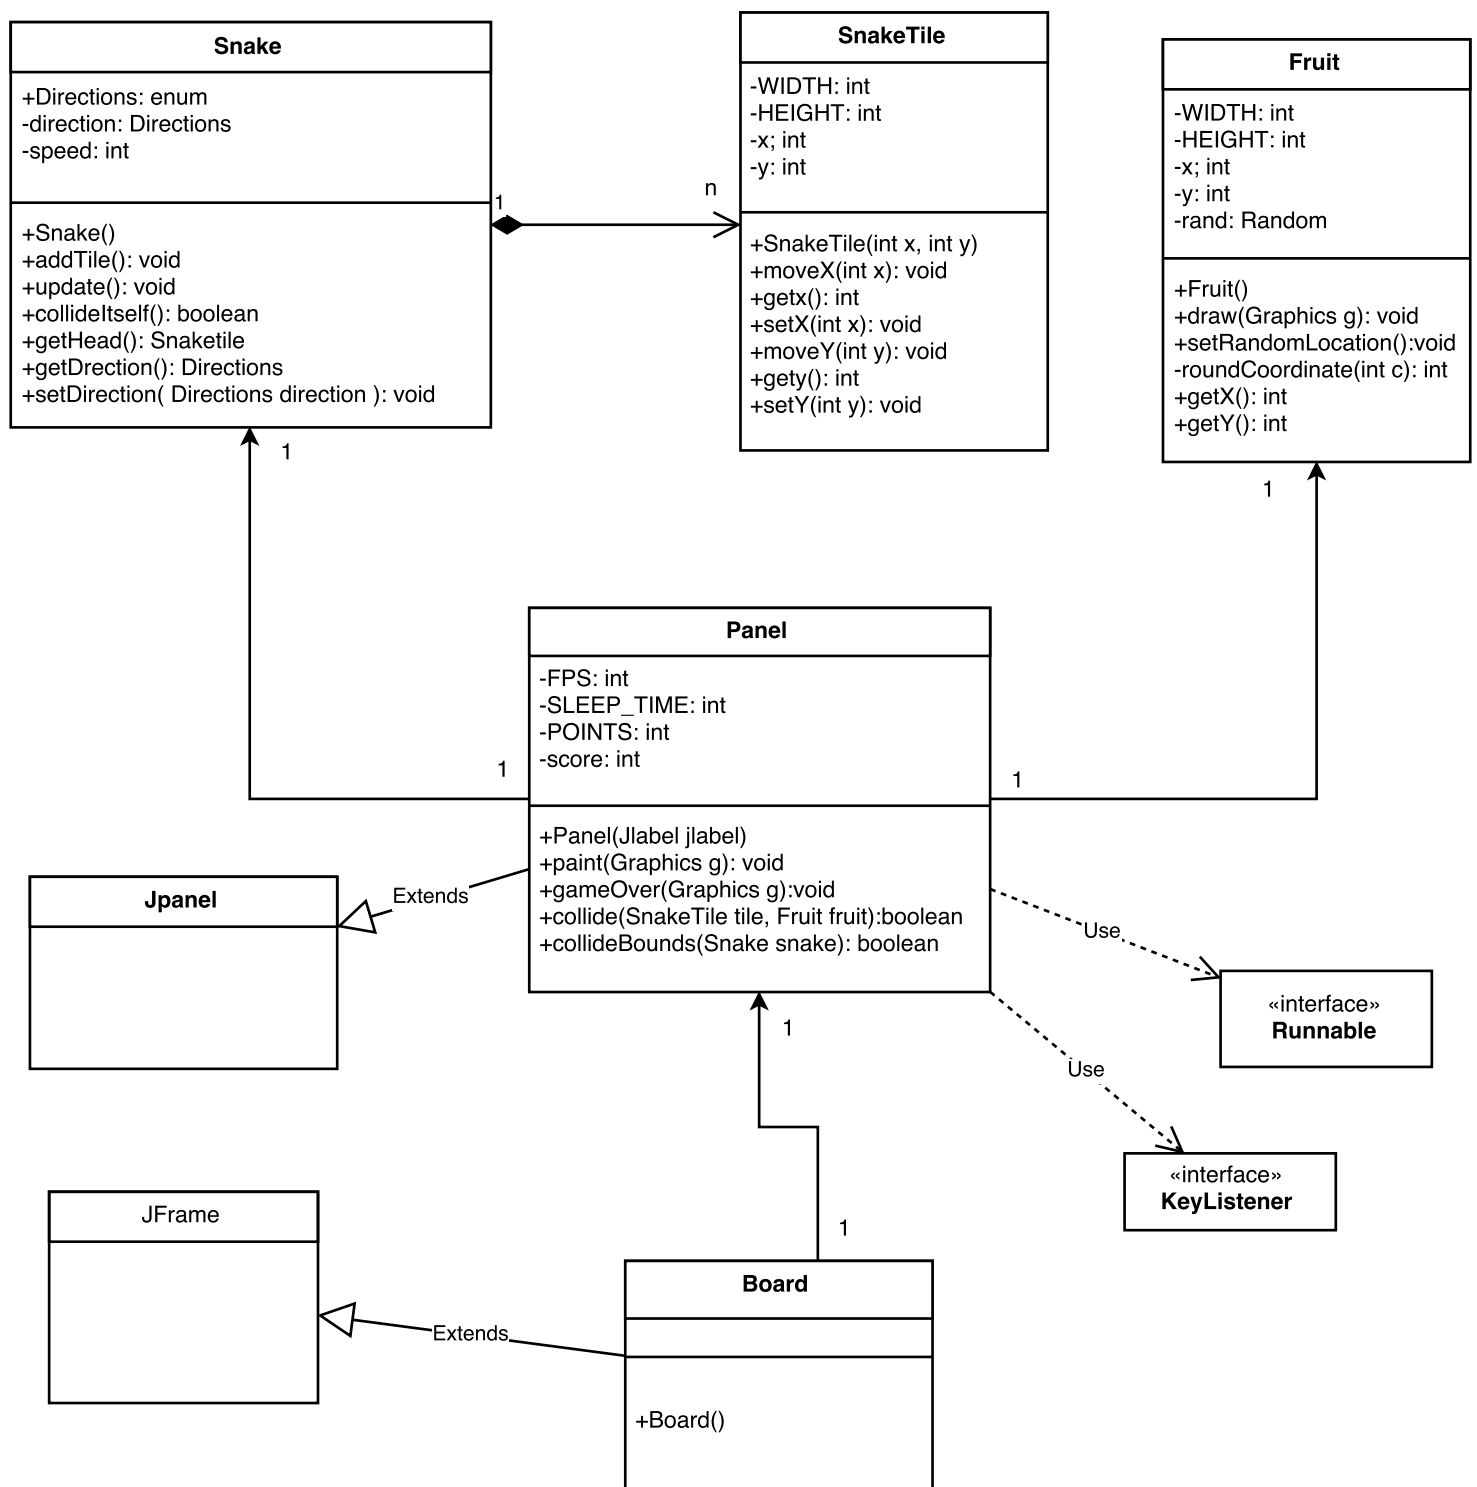 Snake
+Directions: enum
-direction: Directions
-speed: int
+Snake()
+addTile(): void
+update(): void
+collideItself(): boolean
+getHead(): Snaketile
+getDrection(): Directions
+setDirection( Directions direction ): void
1
n
SnakeTile
-WIDTH: int
-HEIGHT: int
-x; int
-y: int
+SnakeTile(int x, int y)
+moveX(int x): void
+getx(): int
+setX(int x): void
+moveY(int y): void
+gety(): int
+setY(int y): void
Fruit
-WIDTH: int
-HEIGHT: int
-x; int
-y: int
-rand: Random
+Fruit()
+draw(Graphics g): void
+setRandomLocation():void
-roundCoordinate(int c): int
+getX(): int
+getY(): int
1
1
Panel
-FPS: int
-SLEEP_TIME: int
-POINTS: int
-score: int
+Panel(Jlabel jlabel)
+paint(Graphics g): void
+gameOver(Graphics g):void
+collide(SnakeTile tile, Fruit fruit):boolean
+collideBounds(Snake snake): boolean
1
1
Jpanel
Extends
Use
«interface»
Runnable
Use
«interface»
KeyListener
1
1
JFrame
Extends
Board
+Board()